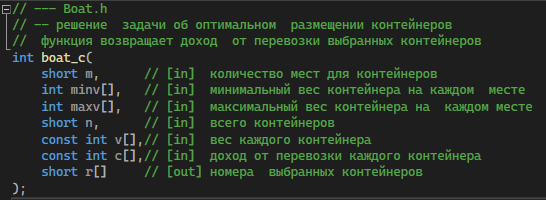 // --- Boat.h
// -- решение  задачи об оптимальном  размещении контейнеров
//  функция возвращает доход  от перевозки выбранных контейнеров
int boat_c(
    short m,      // [in]  количество мест для контейнеров
    int minv[],   // [in]  минимальный вес контейнера на каждом  месте
    int maxv[],   // [in]  максимальный вес контейнера на  каждом месте
    short n,      // [in]  всего контейнеров
    const int v[],// [in]  вес каждого контейнера
    const int c[],// [in]  доход от перевозки каждого контейнера
    short r[]     // [out] номера  выбранных контейнеров
);